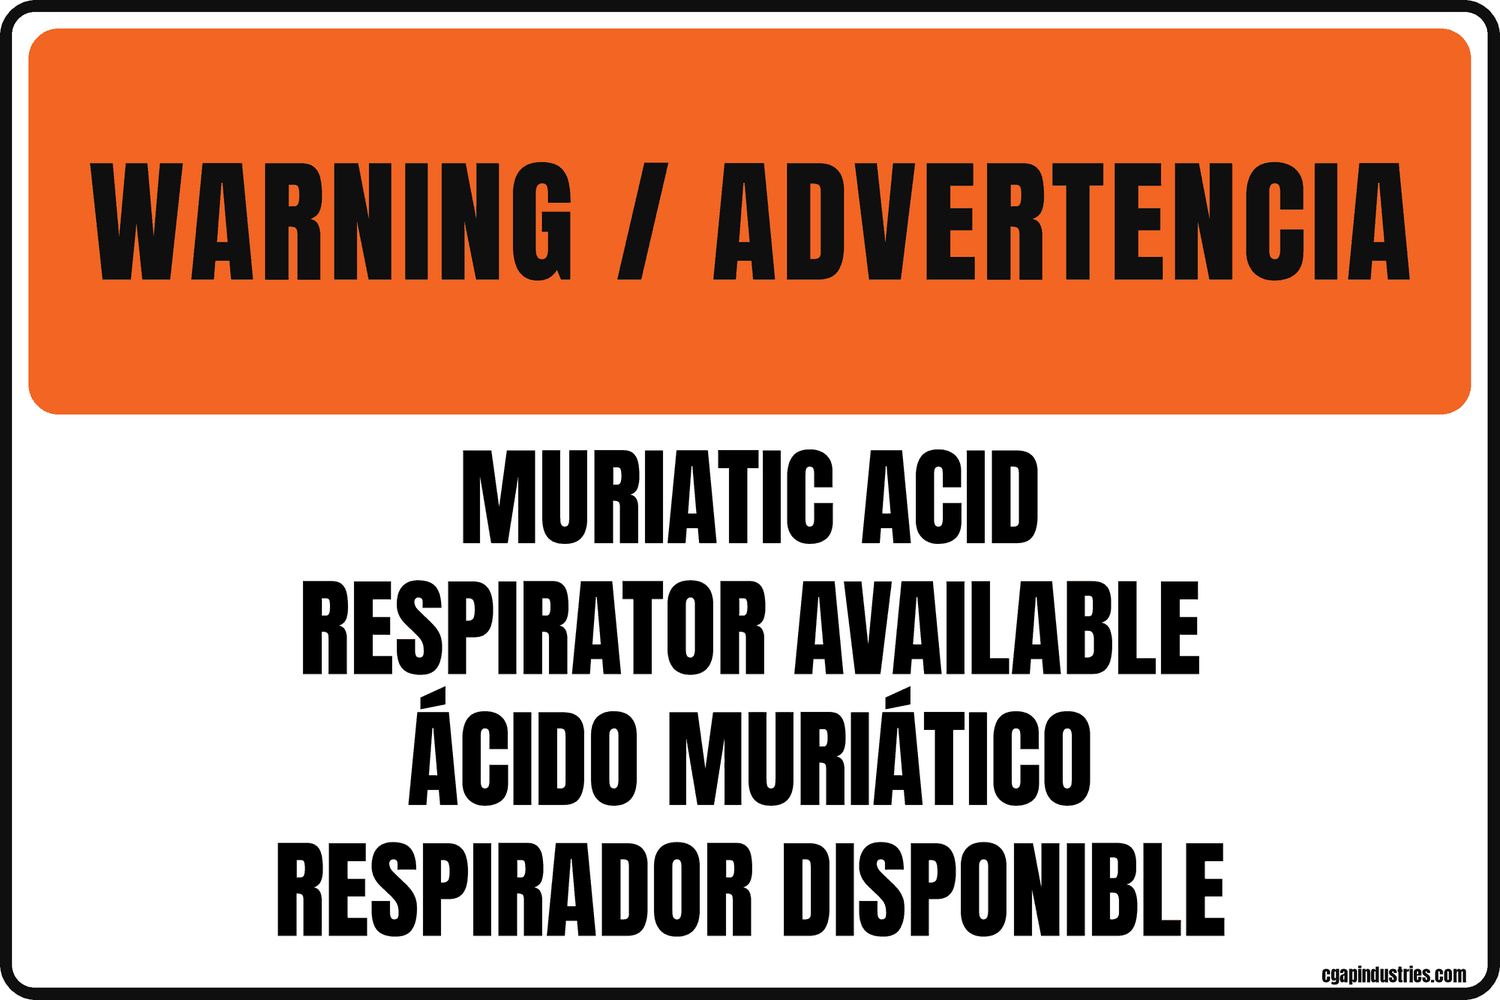 WARNING / ADVERTENCIA
MURIATIC ACID
RESPIRATOR AVAILABLE
ÁCIDO MURIÁTICO
RESPIRADOR DISPONIBLE
cgapindustries.com